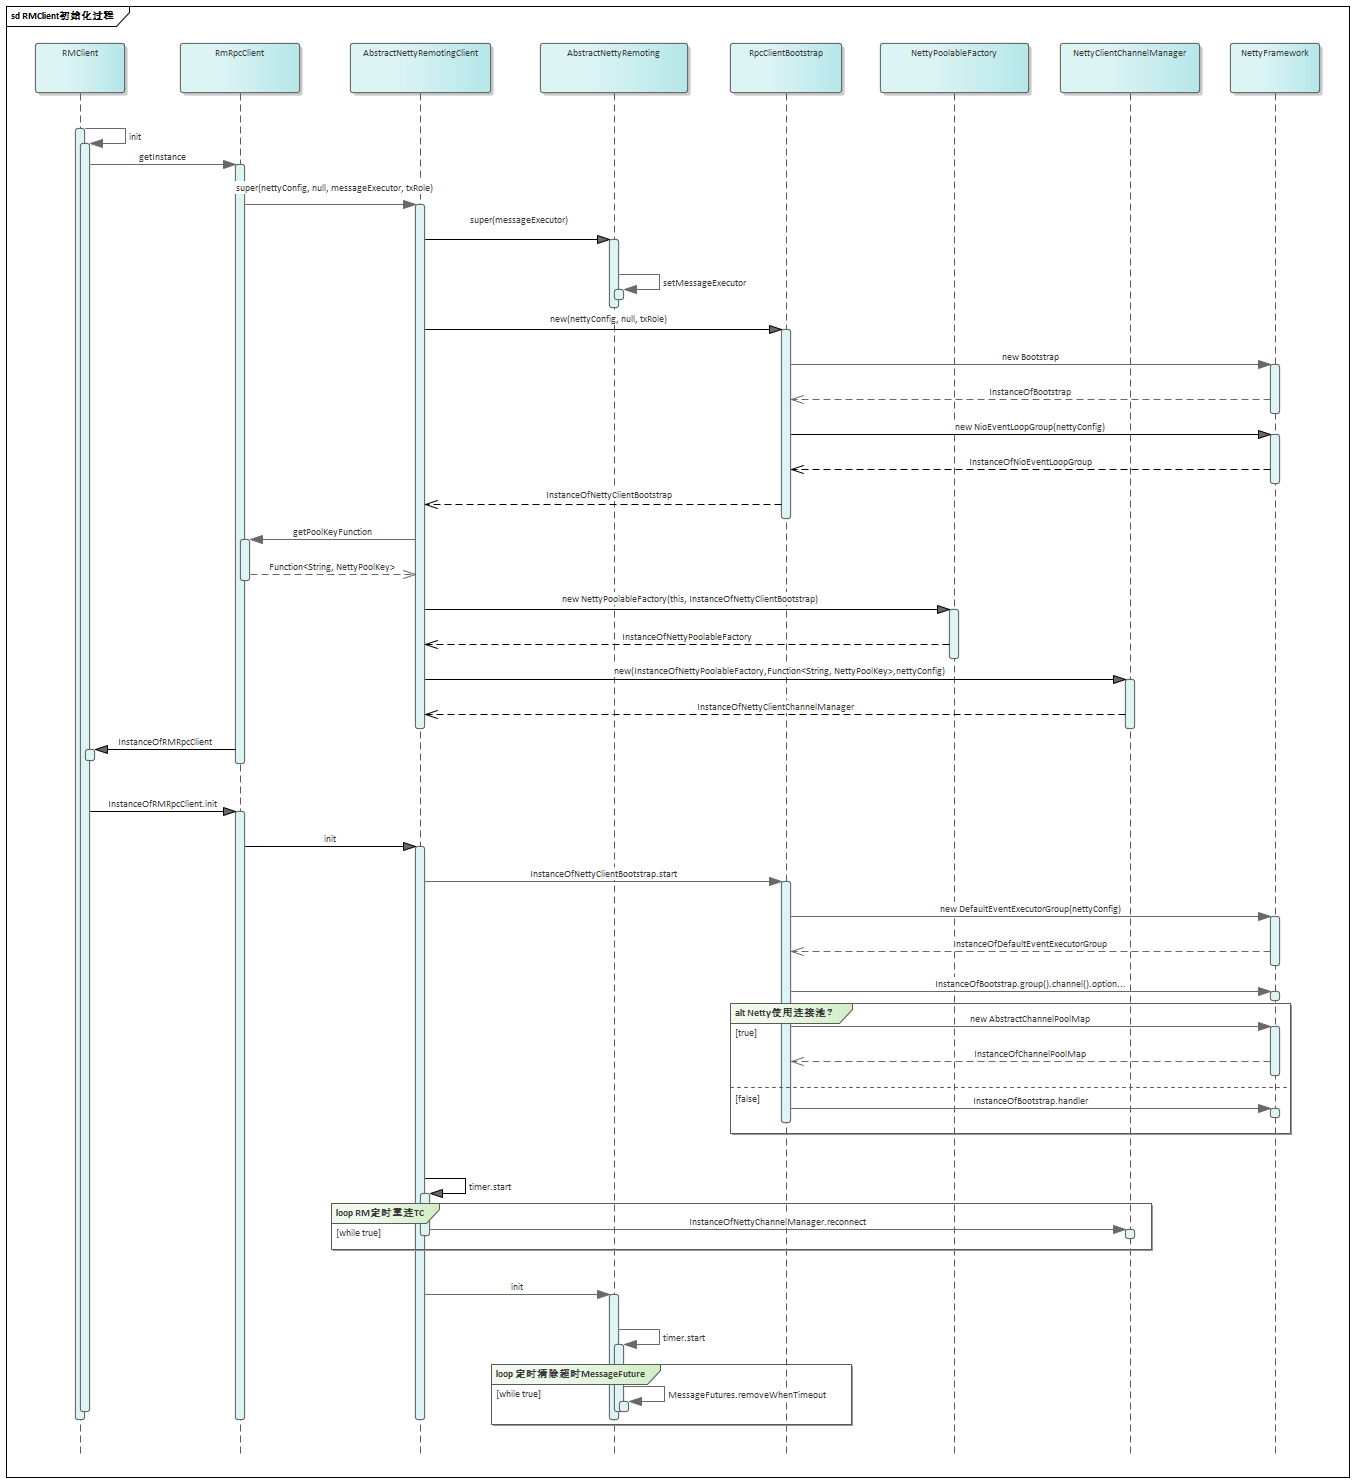 sd RMClient初始化过程
RMClient
RmRpcClient
AbstractNettyRemotingClient
AbstractNettyRemoting
RpcClientBootstrap
NettyPoolableFactory
NettyClientChannelManager
NettyFramework
init
getInstance
super(nettyConfig, null, messageExecutor, txRole)
super(messageExecutor)
setMessageExecutor
new(nettyConfig, null, txRole)
new Bootstrap
InstanceOfBootstrap
new NioEventLoopGroup(nettyConfig)
InstanceOfNioEventLoopGroup
InstanceOfNettyClientBootstrap
getPoolKeyFunction
Function<String, NettyPoolKey>
new NettyPoolableFactory(this, InstanceOfNettyClientBootstrap)
InstanceOfNettyPoolableFactory
new(InstanceOfNettyPoolableFactory,Function<String, NettyPoolKey>,nettyConfig)
InstanceOfNettyClientChannelManager
InstanceOfRMRpcClient
InstanceOfRMRpcClient.init
init
InstanceOfNettyClientBootstrap.start
new DefaultEventExecutorGroup(nettyConfig)
InstanceOfDefaultEventExecutorGroup
InstanceOfBootstrap.group().channel().option...
alt Netty使用连接池?
new AbstractChannelPoolMap
[true]
InstanceOfChannelPoolMap
[false]
InstanceOfBootstrap.handler
timer.start
loop RM定时重连TC
InstanceOfNettyChannelManager.reconnect
[while true]
init
timer.start
loop 定时清除超时MessageFuture
[while true]
MessageFutures.removeWhenTimeout